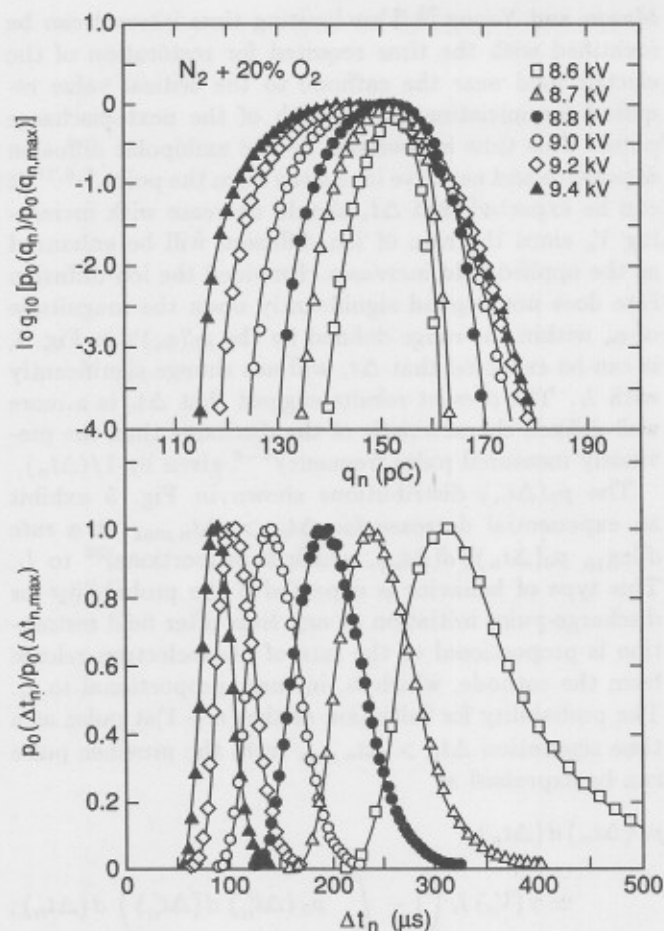 N2 + 20% O2
□ 8.6 kV
△ 8.7 kV
● 8.8 kV
○ 9.0 kV
◇ 9.2 kV
▲ 9.4 kV
log10 [p0(qn)/p0(qn,max)]
1.0
0
-1.0
-2.0
-3.0
-4.0
110 130 150 170 190
qn (pC)
p0(Δtn)/p0(Δtn,max)
1.0
0.8
0.6
0.4
0.2
0
0 100 200 300 400 500
Δtn (μs)